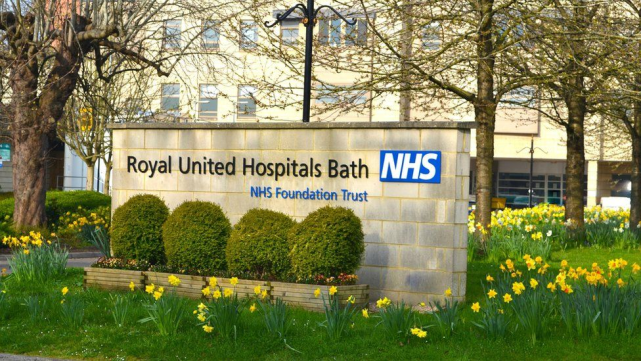 Royal United Hospitals Bath NHS
NHS Foundation Trust